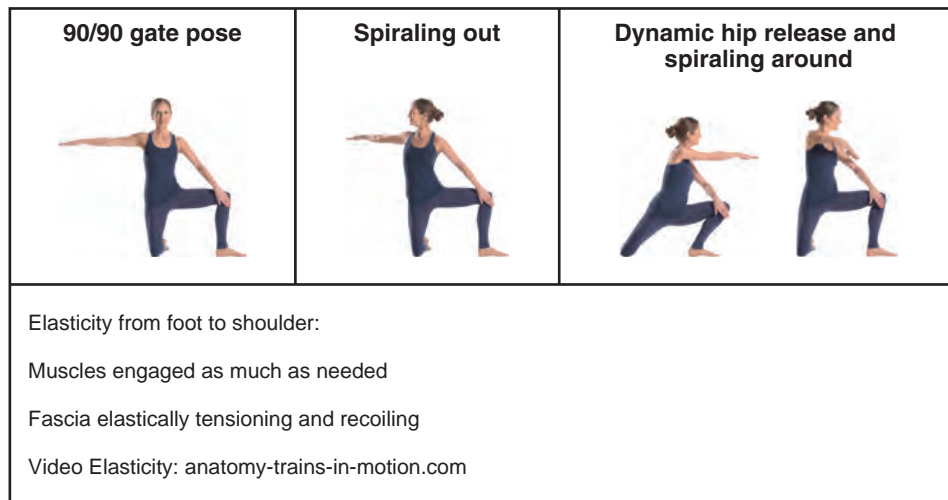 90/90 gate pose
Spiraling out
Dynamic hip release and
spiraling around
Elasticity from foot to shoulder:
Muscles engaged as much as needed
Fascia elastically tensioning and recoiling
Video Elasticity: anatomy-trains-in-motion.com